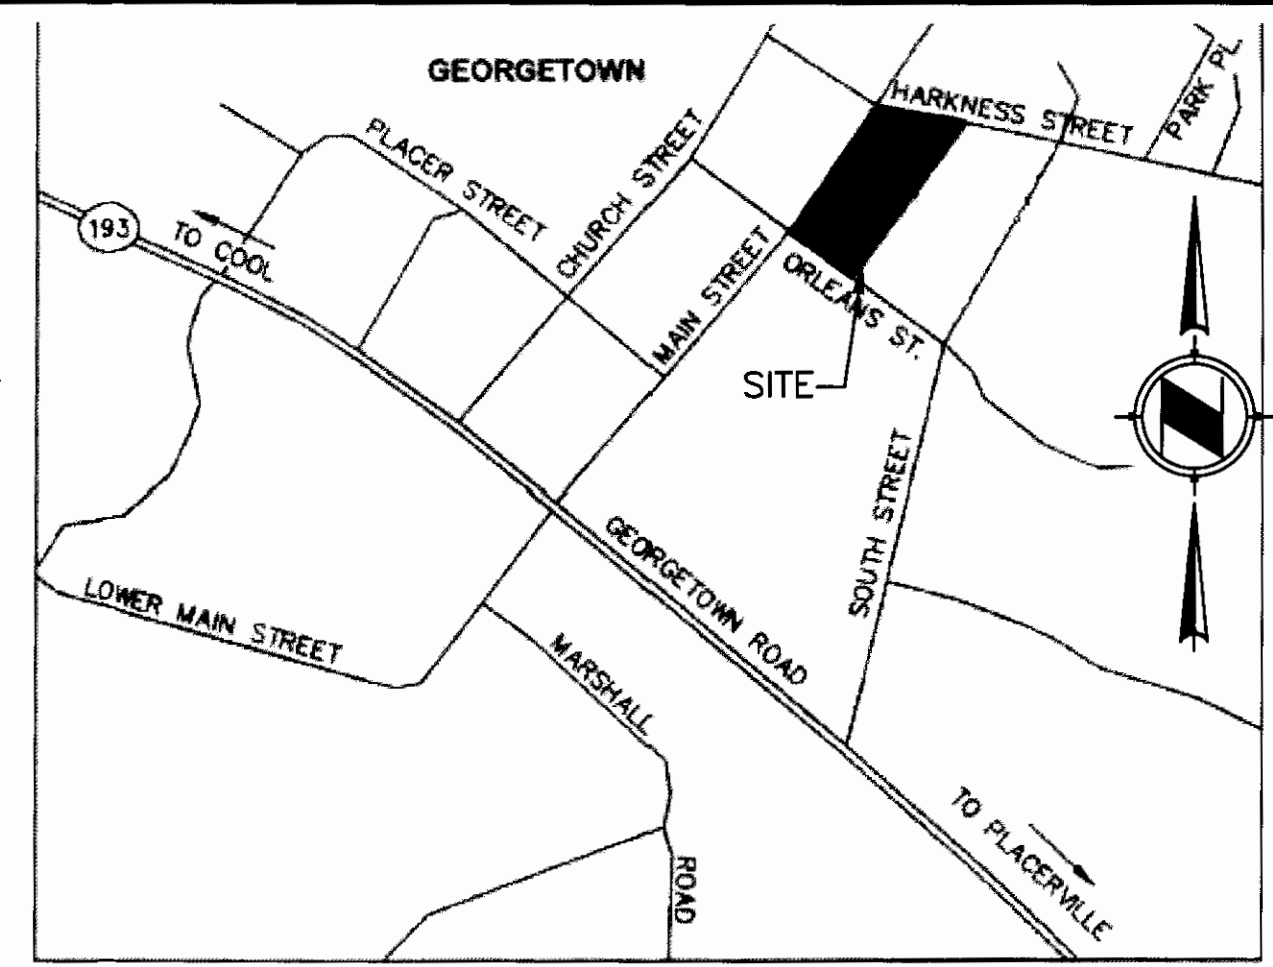 GEORGETOWN
HARKNESS STREET
PARK PL.
PLACER STREET
CHURCH STREET
193
TO COOL
MAIN STREET
ORLEANS ST.
SITE
SOUTH STREET
GEORGETOWN ROAD
LOWER MAIN STREET
MARSHALL
ROAD
TO PLACERVILLE